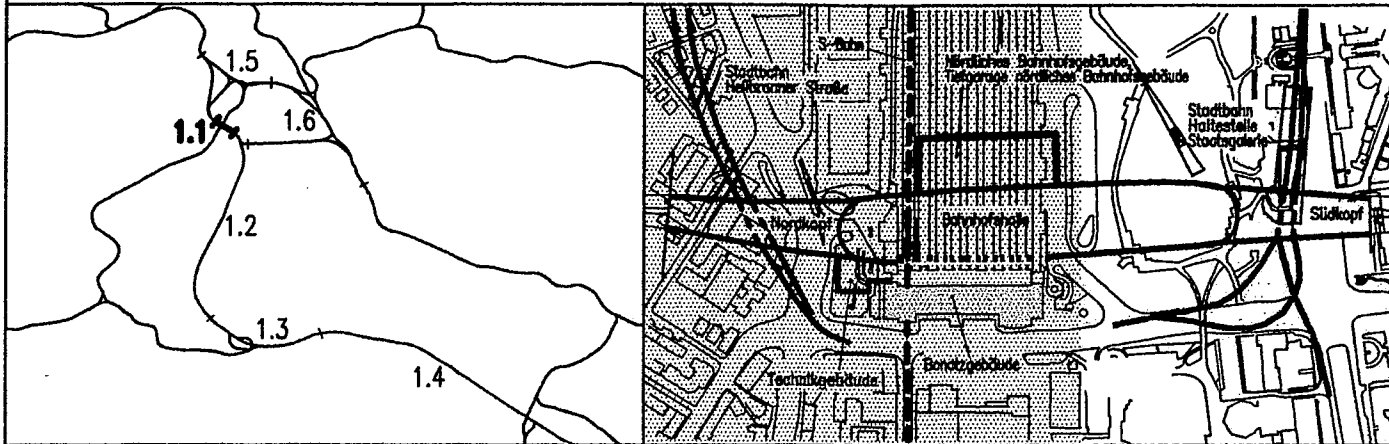 1.5
1.6
1.1
1.2
1.3
1.4
S-Bahn
Nördliches Bahnhofsgebäude,
Tiefgarage nördliches Bahnhofsgebäude
Stadtbahn
Heilbronner Straße
Stadtbahn
Haltestelle
Staatsgalerie
Nordkopf
Bahnhofshalle
Südkopf
Technikgebäude
Bonatzgebäude